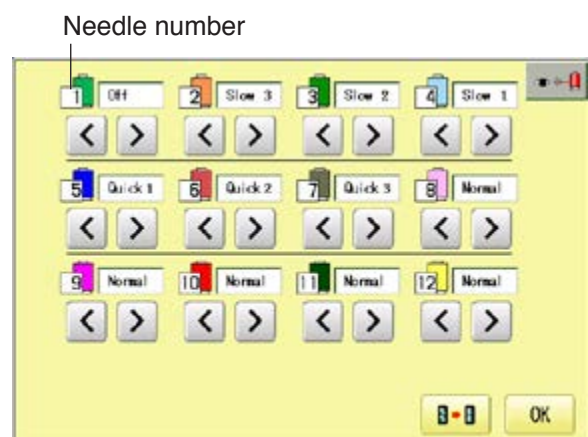 Needle number
1 Off 2 Slow 3 3 Slow 2 4 Slow 1
5 Quick 1 6 Quick 2 7 Quick 3 8 Normal
9 Normal 10 Normal 11 Normal 12 Normal
OK